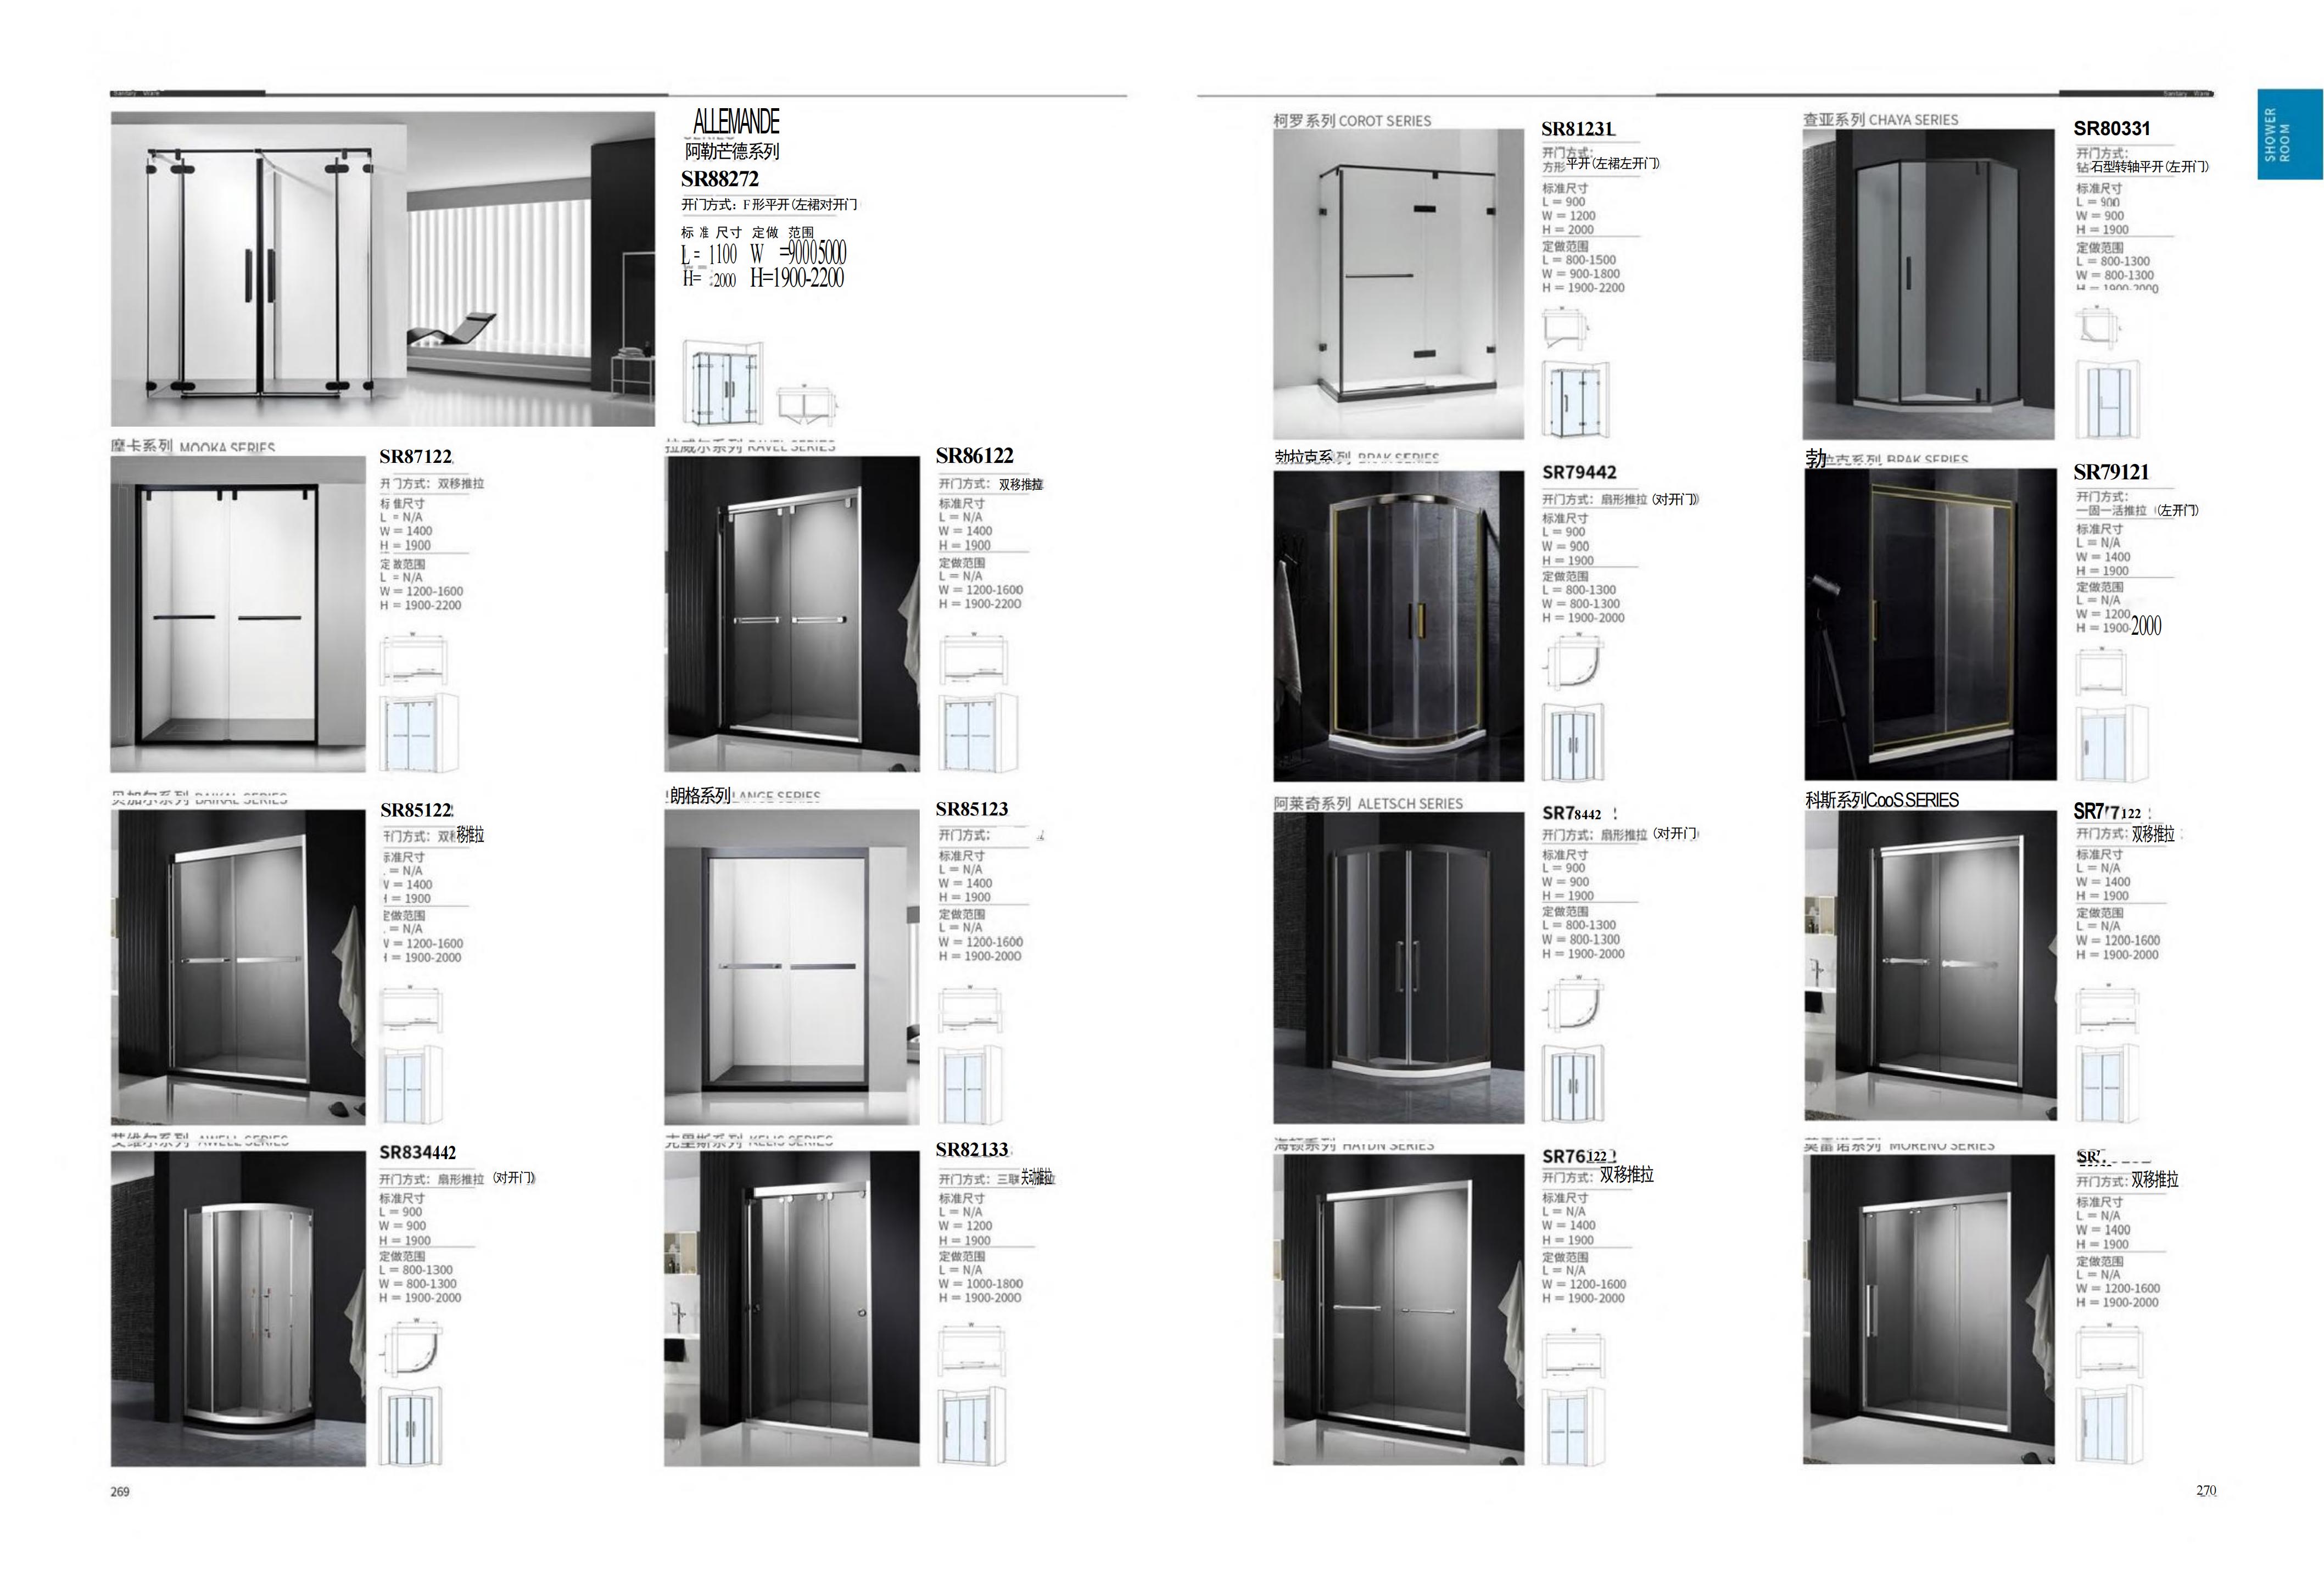 Sanitary Ware
ALLEMANDE
阿勒芒德系列
SR88272
开门方式：F形平开(左裙对开门
标 准 尺寸 定做 范围
L = 1100 W =9005000
H= 2000 H=1900-2200
摩卡系列 MOOKA SERIES
SR87122
开门方式：双移推拉
标准尺寸
L = N/A
W = 1400
H = 1900
定做范围
L = N/A
W = 1200-1600
H = 1900-2200
拉威尔系列 RAVEL SERIES
SR86122
开门方式：双移推拉
标准尺寸
L = N/A
W = 1400
H = 1900
定做范围
L = N/A
W = 1200-1600
H = 1900-2200
贝加尔系列 BAIKAL SERIES
SR85122
开门方式：双移推拉
标准尺寸
= N/A
W = 1400
H = 1900
定做范围
= N/A
W = 1200-1600
H = 1900-2000
朗格系列 LANGE SERIES
SR85123
开门方式：
标准尺寸
L = N/A
W = 1400
H = 1900
定做范围
L = N/A
W = 1200-1600
H = 1900-2000
艾维尔系列 AWELL SERIES
SR834442
开门方式：扇形推拉 (对开门)
标准尺寸
L = 900
W = 900
H = 1900
定做范围
L = 800-1300
W = 800-1300
H = 1900-2000
克里斯系列 KELIS SERIES
SR82133
开门方式：三联关动推拉
标准尺寸
L = N/A
W = 1200
H = 1900
定做范围
L = N/A
W = 1000-1800
H = 1900-2000
269
Sanitary Ware
SHOWER
ROOM
柯罗系列 COROT SERIES
SR81231
开门方式：
方形平开(左裙左开门)
标准尺寸
L = 900
W = 1200
H = 2000
定做范围
L = 800-1500
W = 900-1800
H = 1900-2200
查亚系列 CHAYA SERIES
SR80331
开门方式：
钻石型转轴平开(左开门)
标准尺寸
L = 900
W = 900
H = 1900
定做范围
L = 800-1300
W = 800-1300
H = 1900-2000
勃拉克系列 BRAK SERIES
SR79442
开门方式：扇形推拉 (对开门)
标准尺寸
L = 900
W = 900
H = 1900
定做范围
L = 800-1300
W = 800-1300
H = 1900-2000
勃拉克系列 BRAK SERIES
SR79121
开门方式：
一固一活推拉 (左开门)
标准尺寸
L = N/A
W = 1400
H = 1900
定做范围
L = N/A
W = 1200
H = 1900-2000
阿莱奇系列 ALETSCH SERIES
SR78442
开门方式：扇形推拉 (对开门
标准尺寸
L = 900
W = 900
H = 1900
定做范围
L = 800-1300
W = 800-1300
H = 1900-2000
科斯系列CooS SERIES
SR77122
开门方式：双移推拉
标准尺寸
L = N/A
W = 1400
H = 1900
定做范围
L = N/A
W = 1200-1600
H = 1900-2000
海顿系列 HAYDN SERIES
SR76122
开门方式：双移推拉
标准尺寸
L = N/A
W = 1400
H = 1900
定做范围
L = N/A
W = 1200-1600
H = 1900-2000
莫雷诺系列 MORENO SERIES
开门方式：双移推拉
标准尺寸
L = N/A
W = 1400
H = 1900
定做范围
L = N/A
W = 1200-1600
H = 1900-2000
270